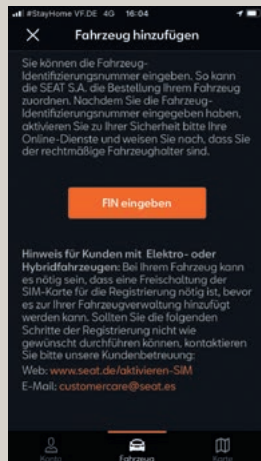 #StayHome VF.DE 4G 16:04
Fahrzeug hinzufügen
Sie können die Fahrzeug-
Identifizierungsnummer eingeben. So kann
die SEAT S.A. die Bestellung Ihrem Fahrzeug
zuordnen. Nachdem Sie die Fahrzeug-
Identifizierungsnummer eingegeben haben,
aktivieren Sie zu Ihrer Sicherheit bitte Ihre
Online-Dienste und weisen Sie nach, dass Sie
der rechtmäßige Fahrzeughalter sind.
FIN eingeben
Hinweis für Kunden mit Elektro- oder
Hybridfahrzeugen: Bei Ihrem Fahrzeug kann
es nötig sein, dass eine Freischaltung der
SIM-Karte für die Registrierung nötig ist, bevor
es zur Ihrer Fahrzeugverwaltung hinzufügt
werden kann. Sollten Sie die folgenden
Schritte der Registrierung nicht wie
gewünscht durchführen können, kontaktieren
Sie bitte unsere Kundenbetreuung:
Web: www.seat.de/aktivieren-SIM
E-Mail: customercare@seat.es
Konto Fahrzeug Karte